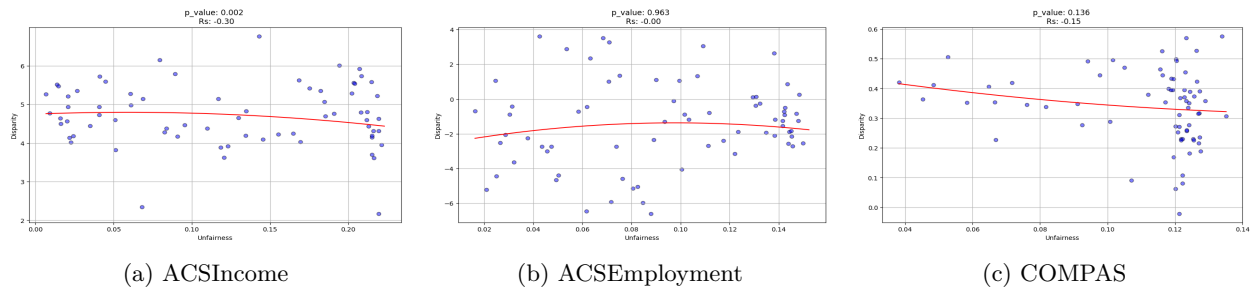 p_value: 0.002
Rs: -0.30
Disparity
7
6
5
4
3
2
0.00
0.05
0.10
0.15
0.20
Unfairness
(a) ACSIncome
p_value: 0.963
Rs: -0.00
Disparity
4
2
0
−2
−4
−6
0.02
0.04
0.06
0.08
0.10
0.12
0.14
Unfairness
(b) ACSEmployment
p_value: 0.136
Rs: -0.15
Disparity
0.6
0.5
0.4
0.3
0.2
0.1
0.0
0.04
0.06
0.08
0.10
0.12
0.14
Unfairness
(c) COMPAS